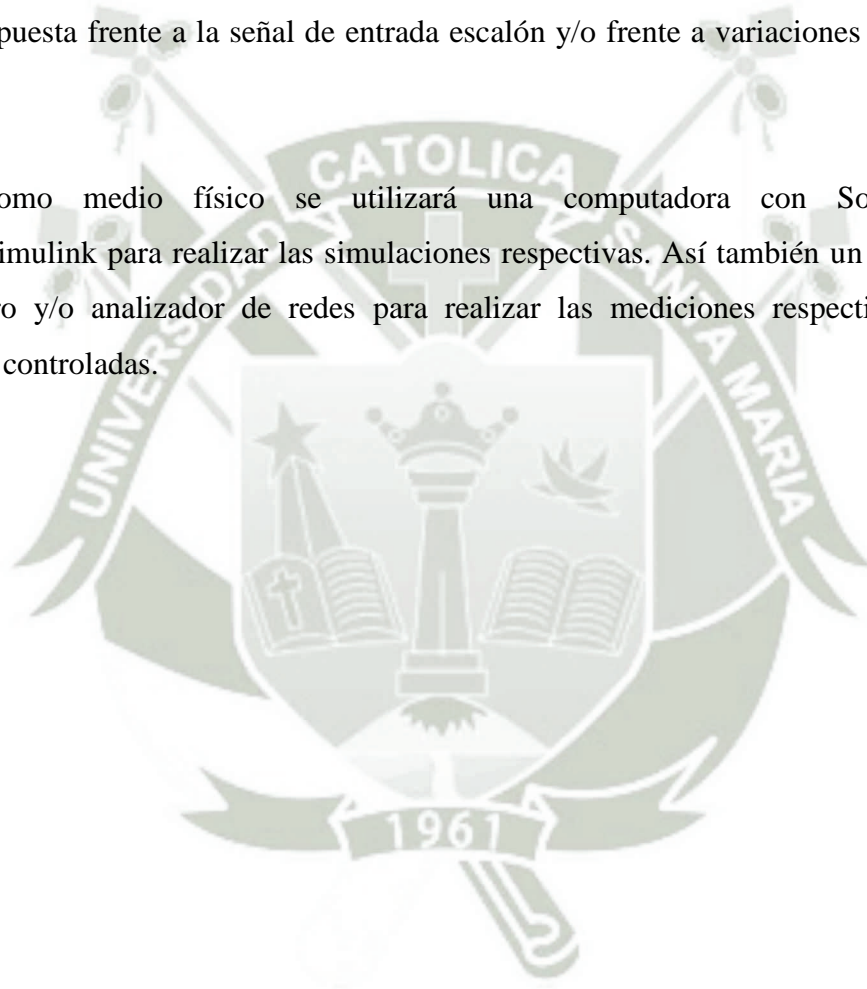 puesta frente a la señal de entrada escalón y/o frente a variaciones
omo medio físico se utilizará una computadora con So
imulink para realizar las simulaciones respectivas. Así también un
ro y/o analizador de redes para realizar las mediciones respecti
controladas.
UNIVERSIDAD CATOLICA SANTA MARIA
1961